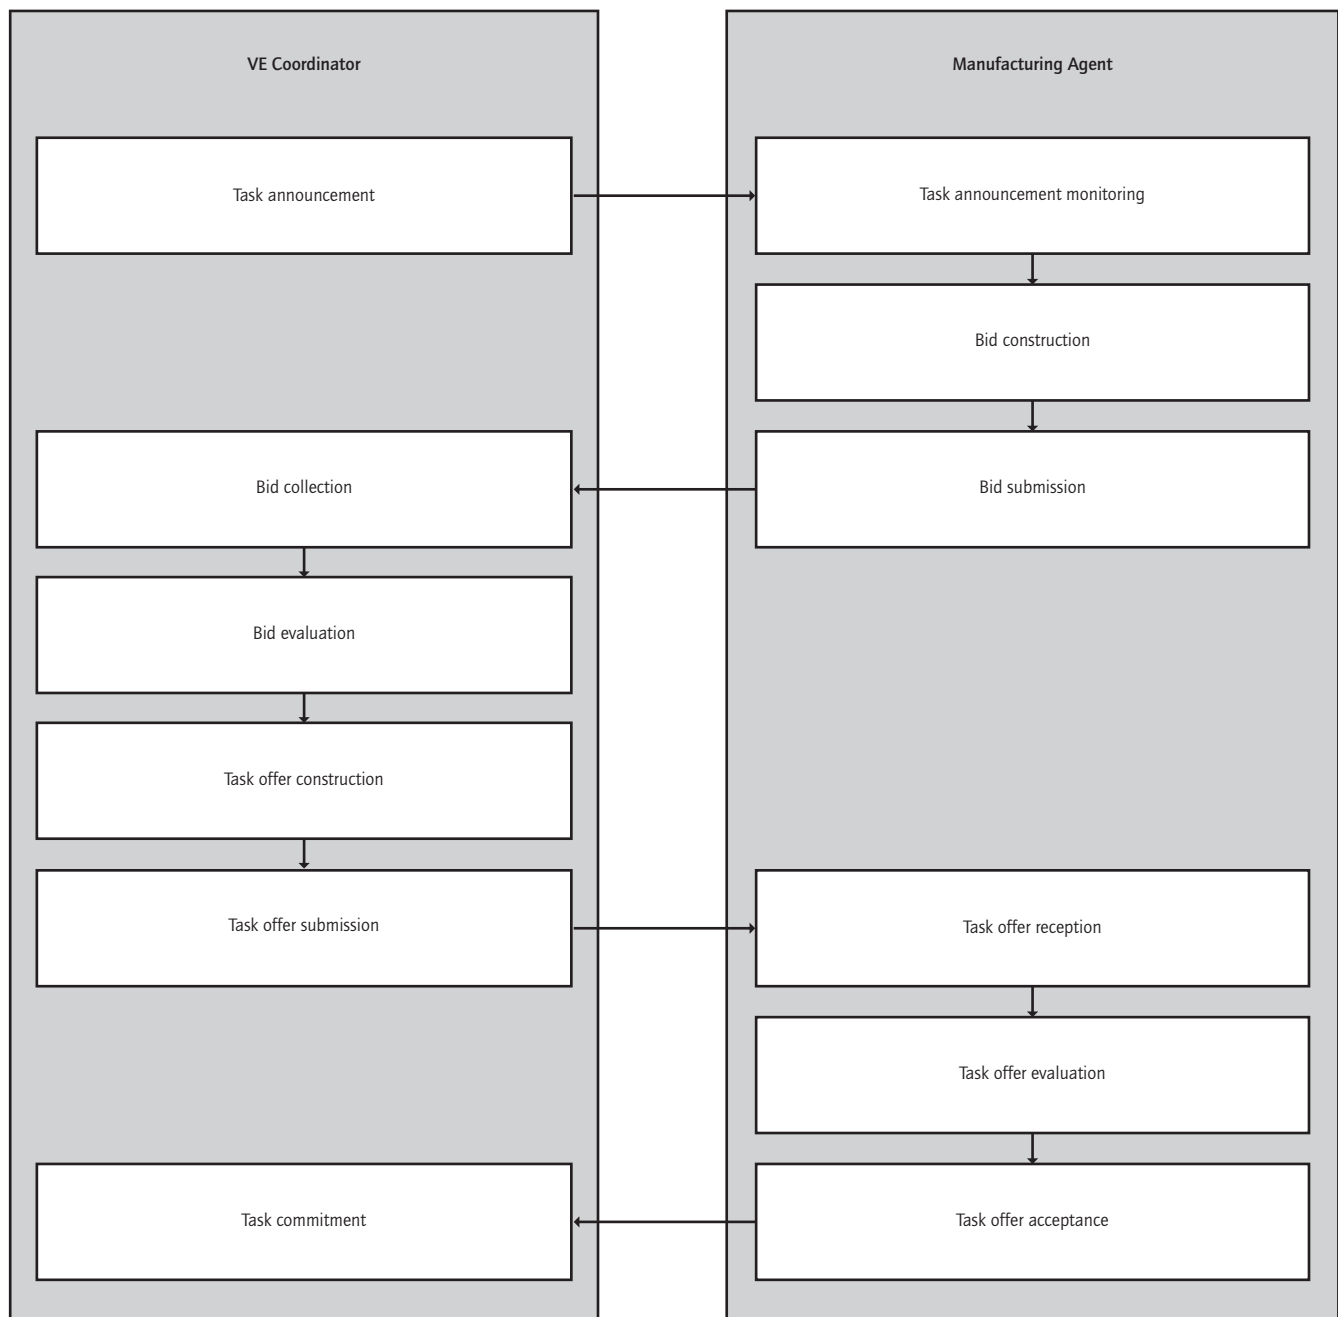 VE Coordinator
Manufacturing Agent
Task announcement
Task announcement monitoring
Bid construction
Bid collection
Bid submission
Bid evaluation
Task offer construction
Task offer submission
Task offer reception
Task offer evaluation
Task commitment
Task offer acceptance